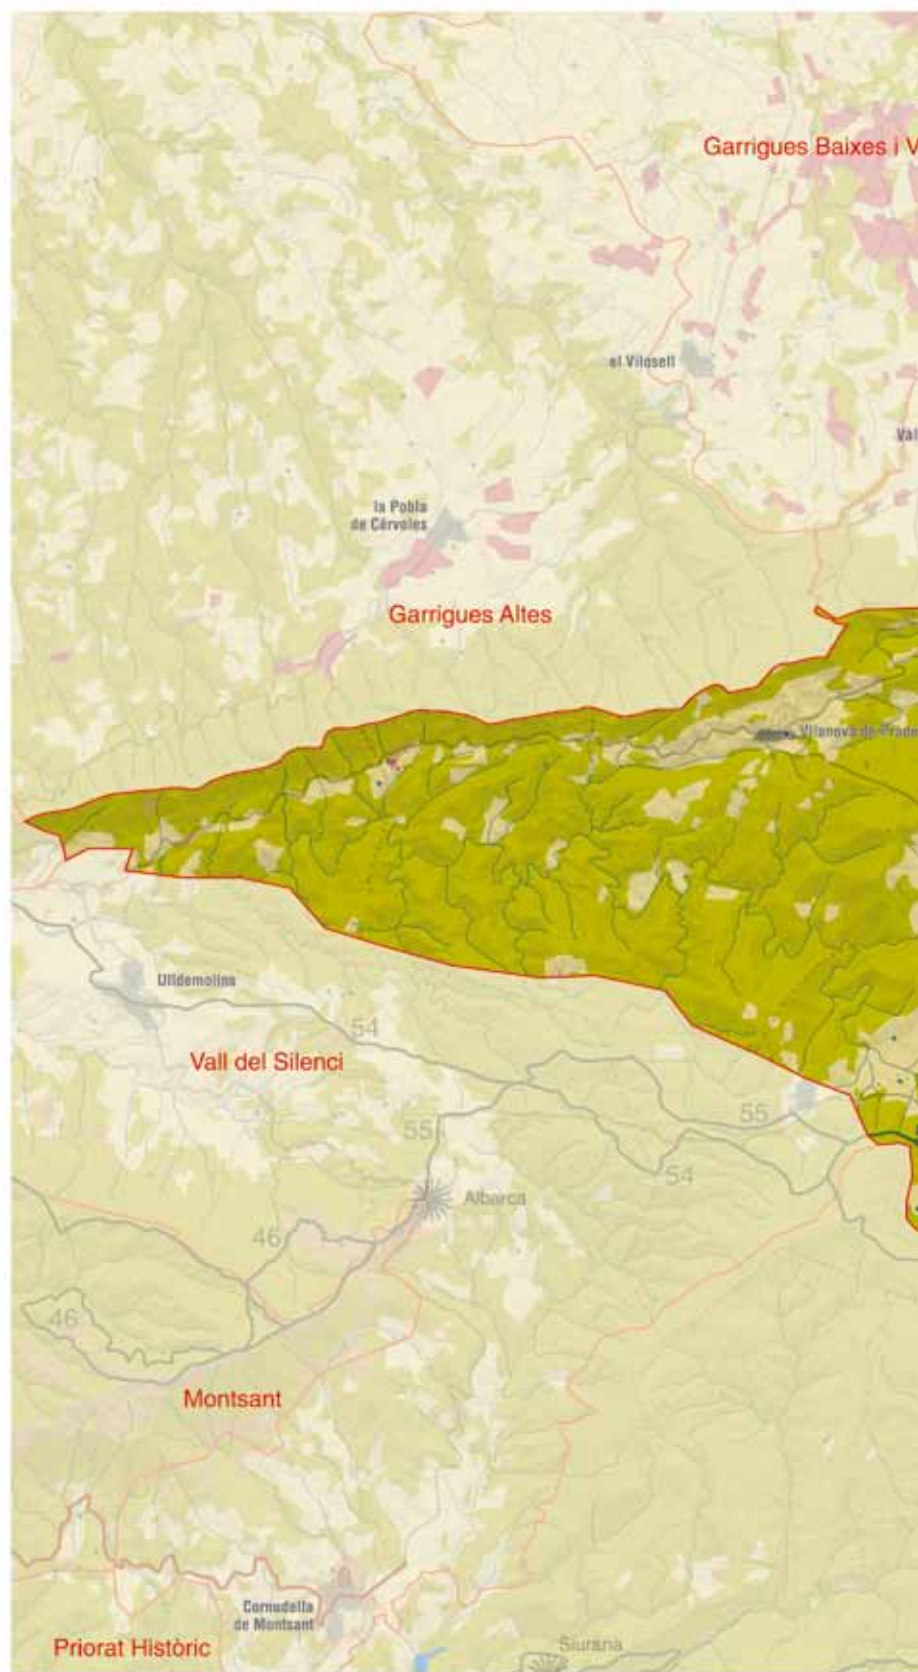 Garrigues Baixes i V
el Vilosell
Val
la Pobla
de Cérvoles
Garrigues Altes
Vilanova de Prade
Ulldemolins
54
Vall del Silenci
55
55
54
Albarca
46
46
Montsant
Cornudella
de Montsant
Siurana
Priorat Històric